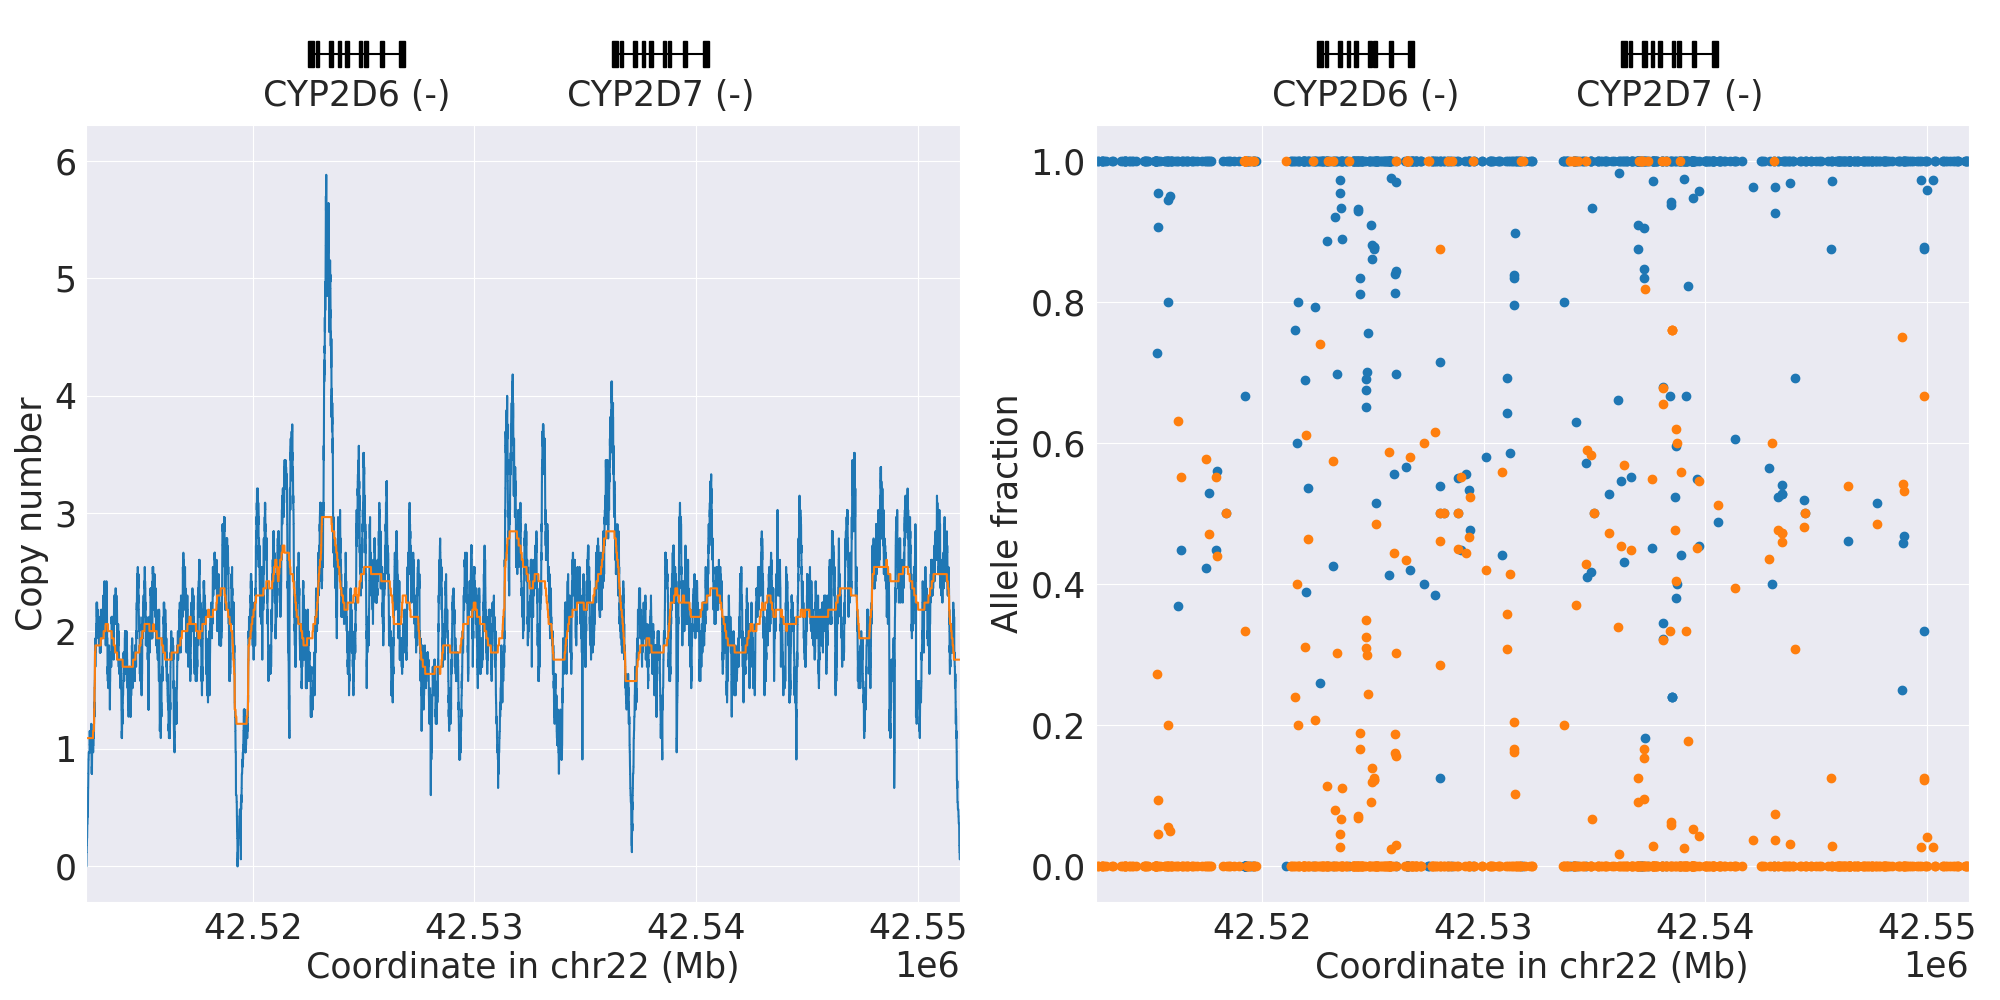 CYP2D6 (-)
CYP2D7 (-)
6
5
4
3
2
1
0
Copy number
42.52
42.53
42.54
42.55
Coordinate in chr22 (Mb)
1e6
CYP2D6 (-)
CYP2D7 (-)
1.0
0.8
0.6
0.4
0.2
0.0
Allele fraction
42.52
42.53
42.54
42.55
Coordinate in chr22 (Mb)
1e6